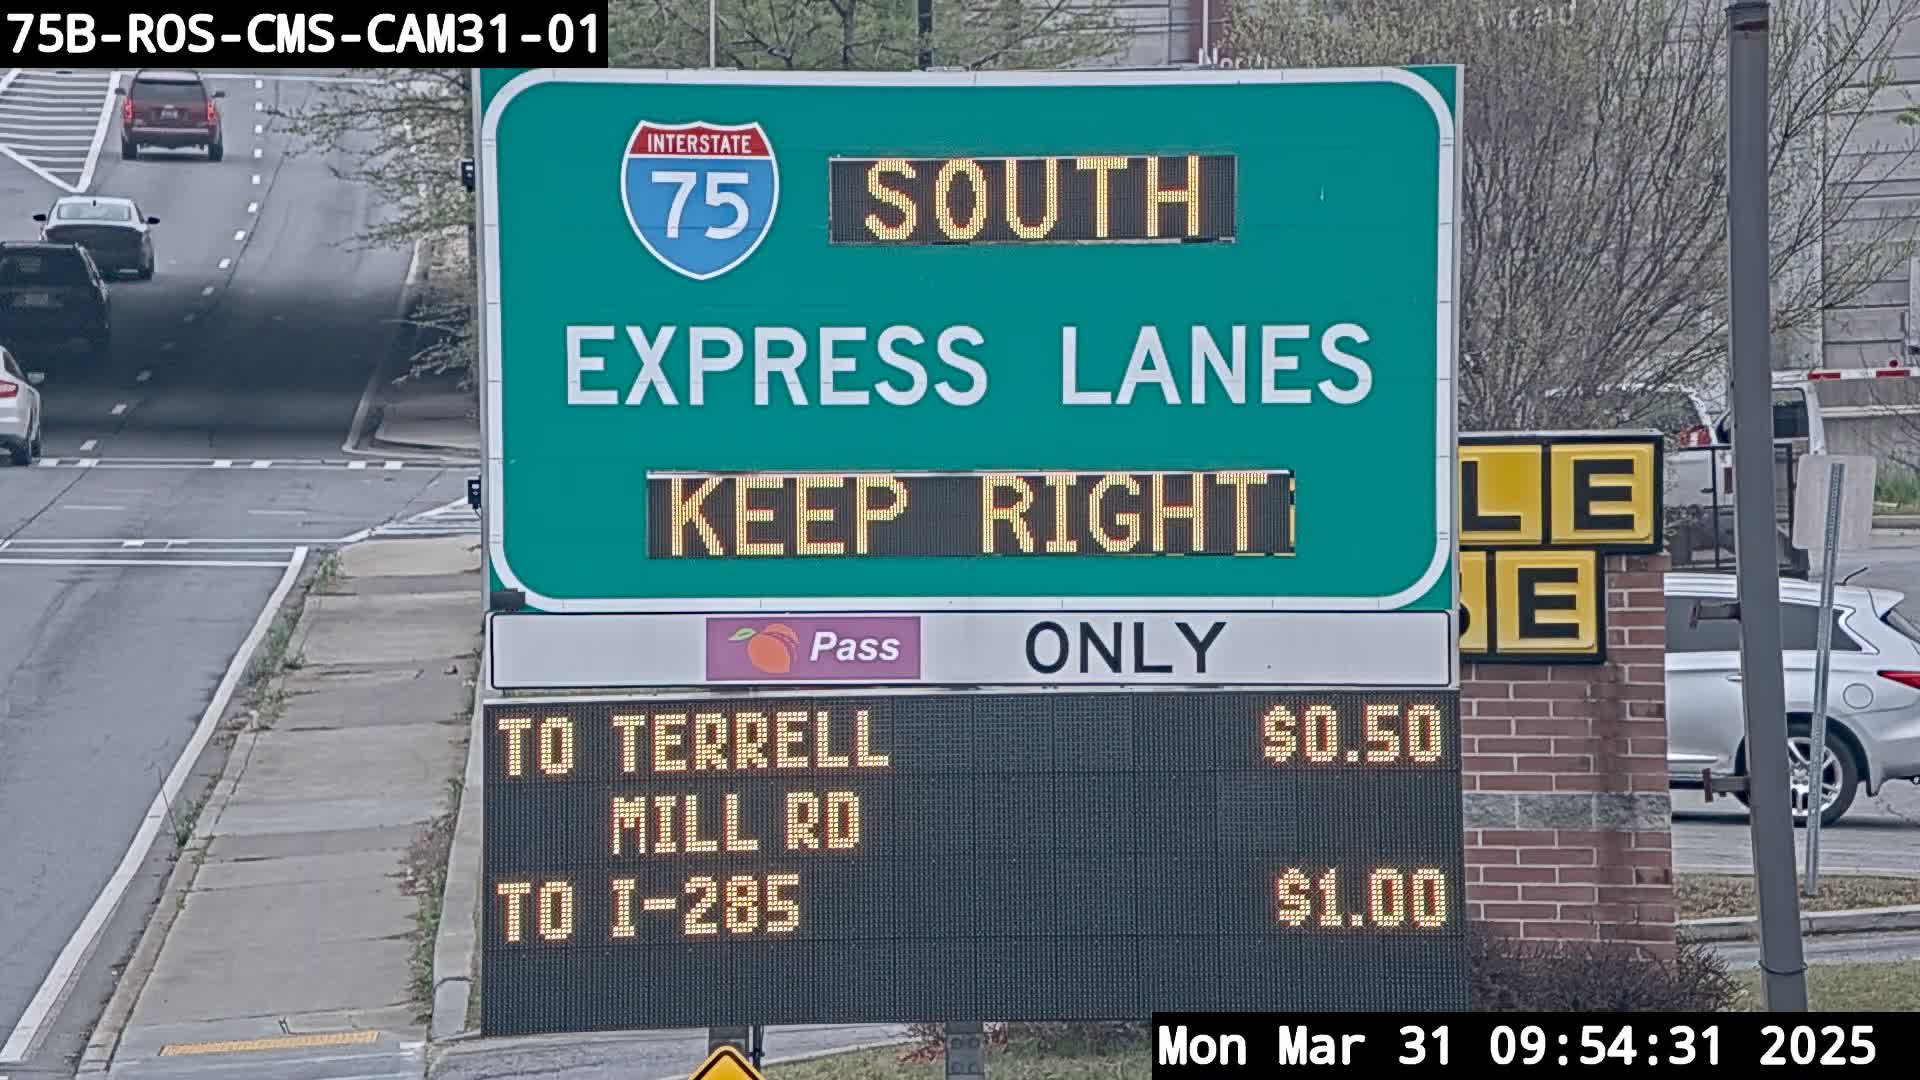 75B-ROS-CMS-CAM31-01
INTERSTATE
75
SOUTH
EXPRESS LANES
KEEP RIGHT
Pass ONLY
TO TERRELL $0.50
MILL RD
TO I-285 $1.00
LE
E
Mon Mar 31 09:54:31 2025